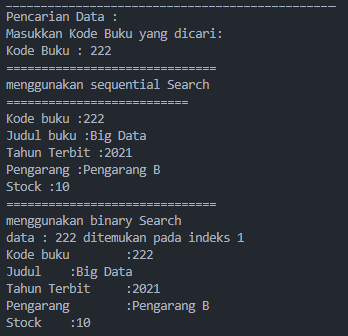 ________________________________________________
Pencarian Data :
Masukkan Kode Buku yang dicari:
Kode Buku : 222
==============================
menggunakan sequential Search
==========================
Kode buku :222
Judul buku :Big Data
Tahun Terbit :2021
Pengarang :Pengarang B
Stock :10
==============================
menggunakan binary Search
data : 222 ditemukan pada indeks 1
Kode buku        :222
Judul    :Big Data
Tahun Terbit     :2021
Pengarang        :Pengarang B
Stock    :10